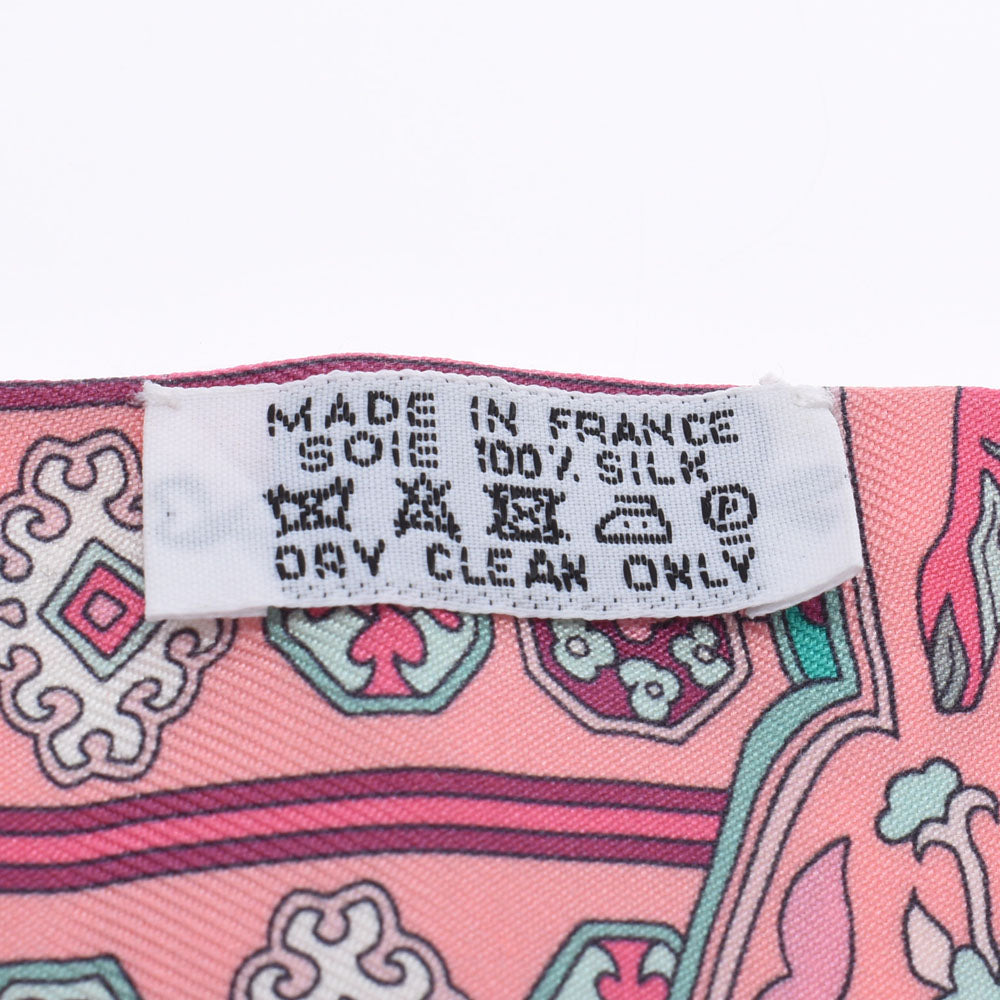 MADE IN FRANCE
SOIE 100% SILK
P
DRY CLEAN ONLY